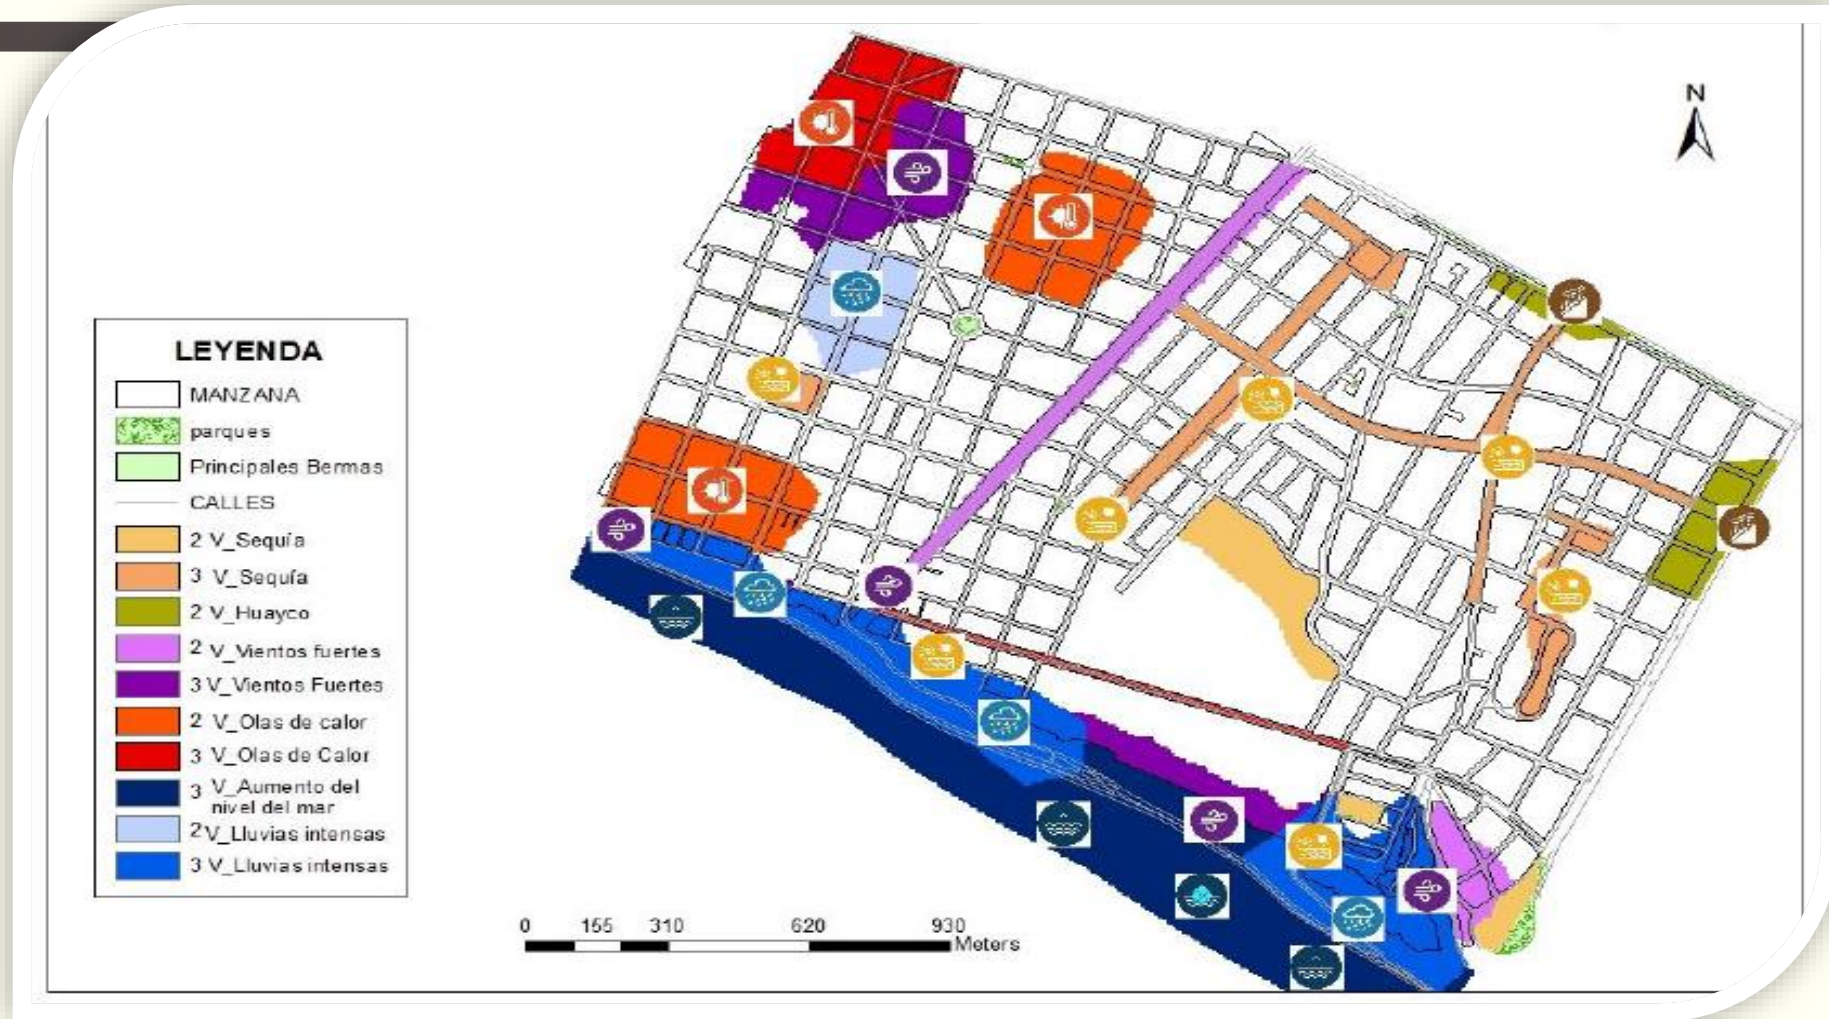 N
LEYENDA
MANZANA
parques
Principales Bermas
CALLES
2 V_Sequía
3 V_Sequía
2 V_Huayco
2 V_Vientos fuertes
3 V_Vientos Fuertes
2 V_Olas de calor
3 V_Olas de Calor
3 V_Aumento del
nivel del mar
2 V_Lluvias intensas
3 V_Lluvias intensas
0 155 310 620 930
Meters